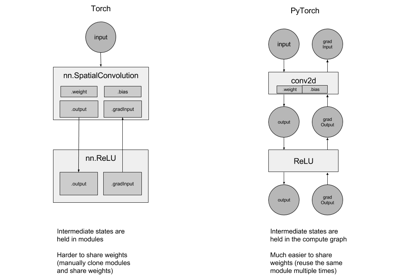 Torch
input
nn.SpatialConvolution
.weight
.bias
.output
.gradInput
nn.ReLU
.output
.gradInput
Intermediate states are
held in modules
Harder to share weights
(manually clone modules
and share weights)
PyTorch
input
grad
Input
conv2d
.weight
.bias
output
grad
Output
ReLU
output
grad
Output
Intermediate states are
held in the compute graph
Much easier to share
weights (reuse the same
module multiple times)